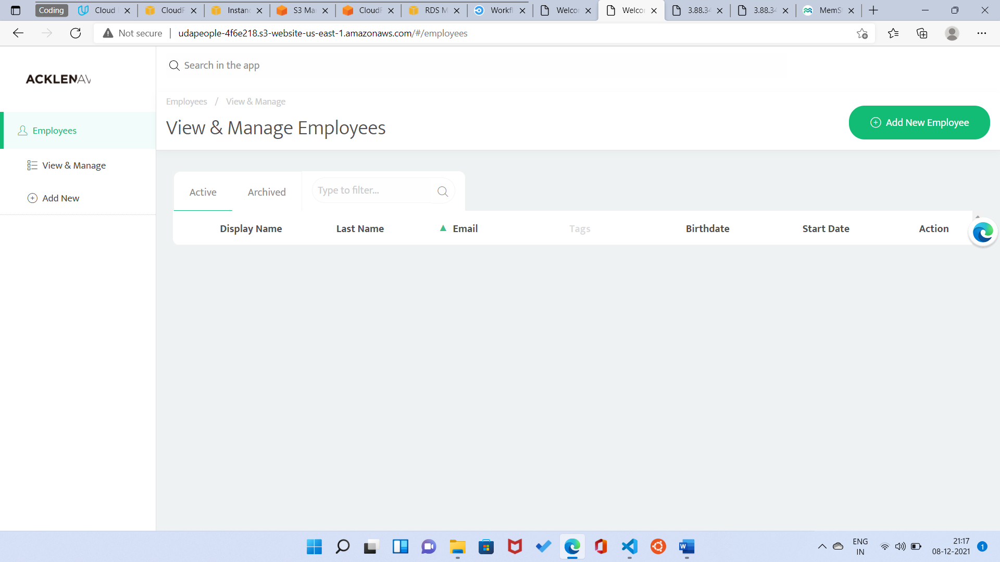 Coding
Cloud
CloudF
Instanc
S3 Ma
CloudF
RDS M
Workfl
Welco
Welco
3.88.34
3.88.34
MemS
Not secure
udapeople-4f6e218.s3-website-us-east-1.amazonaws.com/#/employees
ACKLENAV
Search in the app
Employees / View & Manage
View & Manage Employees
Add New Employee
Employees
View & Manage
Add New
Active
Archived
Type to filter...
Display Name
Last Name
Email
Tags
Birthdate
Start Date
Action
ENG
IN
21:17
08-12-2021
1